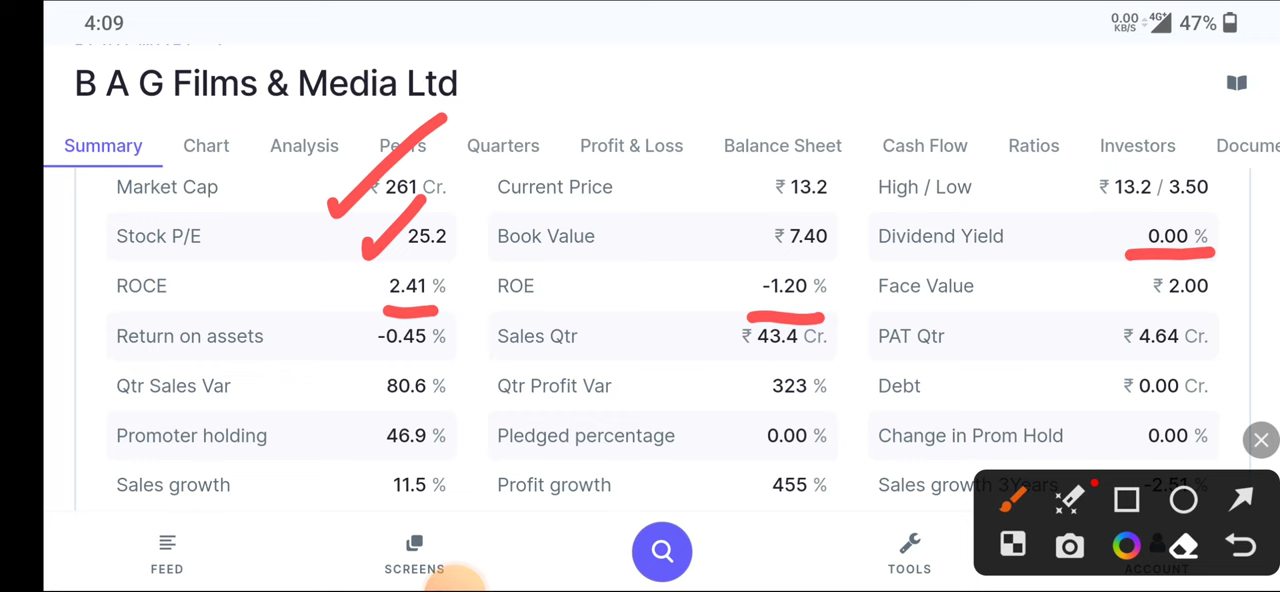 4:09
0.00 KB/S 4G+ 47%
B A G Films & Media Ltd
Summary Chart Analysis Peers Quarters Profit & Loss Balance Sheet Cash Flow Ratios Investors Docume
Market Cap ₹ 261 Cr. Current Price ₹ 13.2 High / Low ₹ 13.2 / 3.50
Stock P/E 25.2 Book Value ₹ 7.40 Dividend Yield 0.00 %
ROCE 2.41 % ROE -1.20 % Face Value ₹ 2.00
Return on assets -0.45 % Sales Qtr ₹ 43.4 Cr. PAT Qtr ₹ 4.64 Cr.
Qtr Sales Var 80.6 % Qtr Profit Var 323 % Debt ₹ 0.00 Cr.
Promoter holding 46.9 % Pledged percentage 0.00 % Change in Prom Hold 0.00 %
Sales growth 11.5 % Profit growth 455 % Sales growth 3Years -2.51
FEED SCREENS TOOLS ACCOUNT